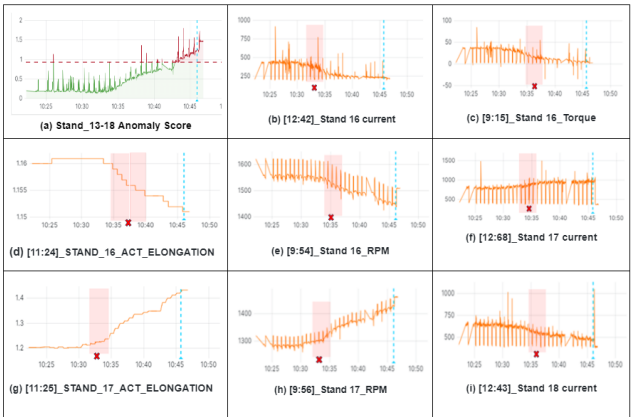 2
1.5
1
0.5
0
10:25 10:30 10:35 10:40 10:45
(a) Stand_13-18 Anomaly Score
1000
750
500
250
10:25 10:30 10:35 10:40 10:45 10:50
(b) [12:42]_Stand 16 current
100
50
0
-50
10:25 10:30 10:35 10:40 10:45 10:50
(c) [9:15]_Stand 16_Torque
1.16
1.155
1.15
10:25 10:30 10:35 10:40 10:45 10:50
(d) [11:24]_STAND_16_ACT_ELONGATION
1600
1500
1400
10:25 10:30 10:35 10:40 10:45 10:50
(e) [9:54]_Stand 16_RPM
1500
1000
500
10:25 10:30 10:35 10:40 10:45 10:50
(f) [12:68]_Stand 17 current
1.4
1.3
1.2
10:25 10:30 10:35 10:40 10:45 10:50
(g) [11:25]_STAND_17_ACT_ELONGATION
1400
1300
10:25 10:30 10:35 10:40 10:45 10:50
(h) [9:56]_Stand 17_RPM
1000
750
500
10:25 10:30 10:35 10:40 10:45 10:50
(i) [12:43]_Stand 18 current